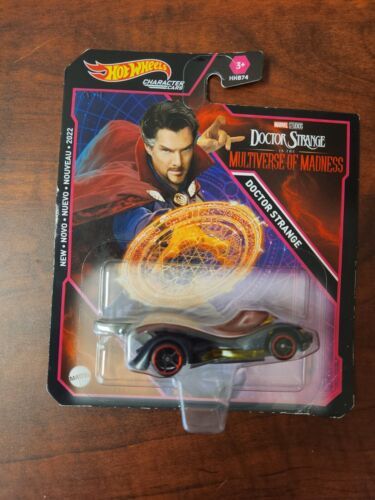 HOT WHEELS
CHARACTER
CARS
3+
HHB74
MARVEL STUDIOS
DOCTOR STRANGE
IN THE
MULTIVERSE OF MADNESS
DOCTOR STRANGE
NEW • NOVO • NUEVO • NOUVEAU • 2022
MATTEL